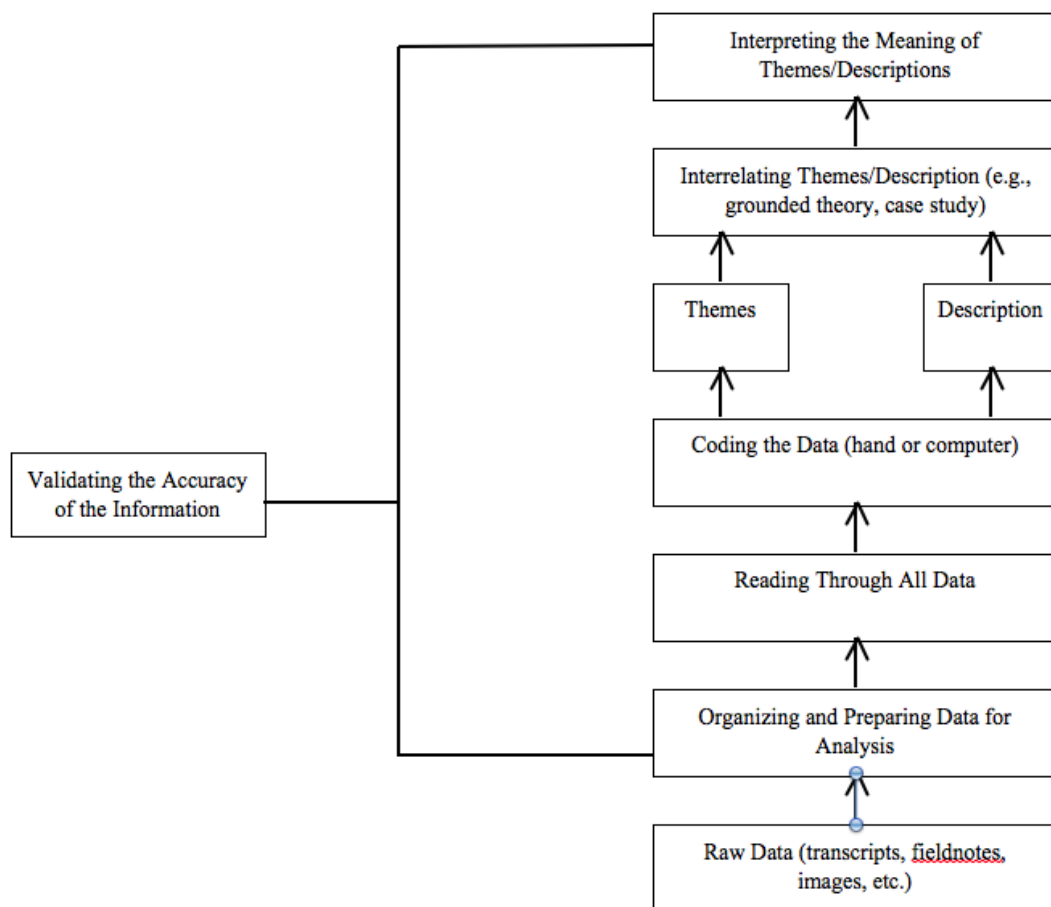 Interpreting the Meaning of
Themes/Descriptions
Interrelating Themes/Description (e.g.,
grounded theory, case study)
Themes
Description
Coding the Data (hand or computer)
Validating the Accuracy
of the Information
Reading Through All Data
Organizing and Preparing Data for
Analysis
Raw Data (transcripts, fieldnotes,
images, etc.)